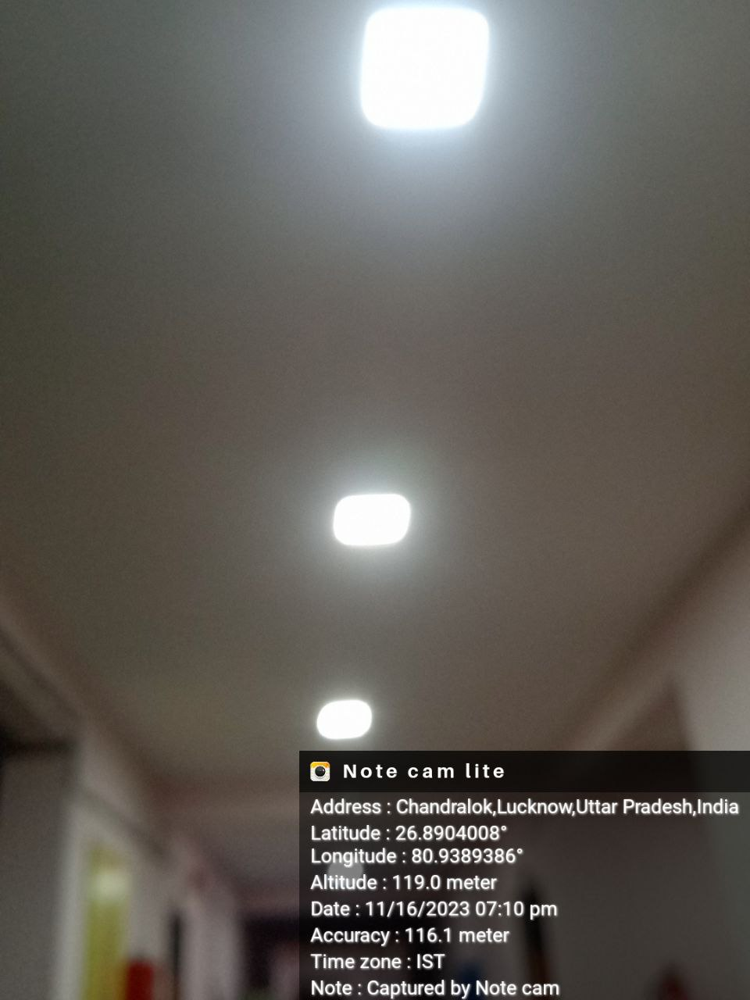 Note cam lite
Address : Chandralok,Lucknow,Uttar Pradesh,India
Latitude : 26.8904008°
Longitude : 80.9389386°
Altitude : 119.0 meter
Date : 11/16/2023 07:10 pm
Accuracy : 116.1 meter
Time zone : IST
Note : Captured by Note cam